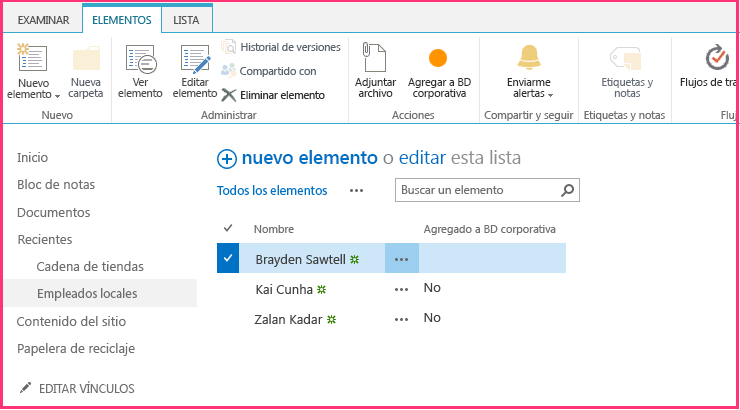 EXAMINAR ELEMENTOS LISTA
Nuevo elemento
Nueva carpeta
Ver elemento
Editar elemento
Historial de versiones
Compartido con
Eliminar elemento
Adjuntar archivo
Agregar a BD corporativa
Enviarme alertas
Etiquetas y notas
Flujos de tra
Nuevo Administrar Acciones Compartir y seguir Etiquetas y notas Fluj
Inicio
Bloc de notas
Documentos
Recientes
Cadena de tiendas
Empleados locales
Contenido del sitio
Papelera de reciclaje
EDITAR VÍNCULOS
nuevo elemento o editar esta lista
Todos los elementos ••• Buscar un elemento
Nombre Agregado a BD corporativa
Brayden Sawtell •••
Kai Cunha ••• No
Zalan Kadar ••• No